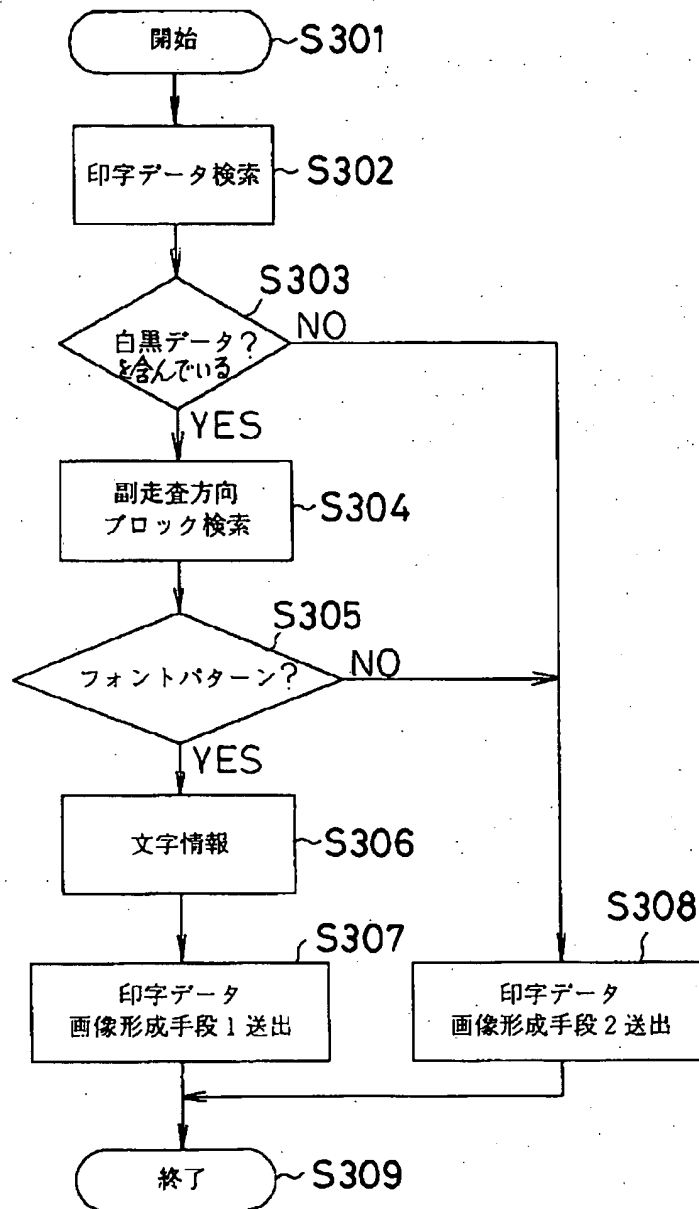 開始
S301
印字データ検索
S302
S303
白黒データ?
を含んでいる
NO
YES
副走査方向
ブロック検索
S304
S305
フォントパターン?
NO
YES
文字情報
S306
S307
印字データ
画像形成手段1送出
S308
印字データ
画像形成手段2送出
終了
S309